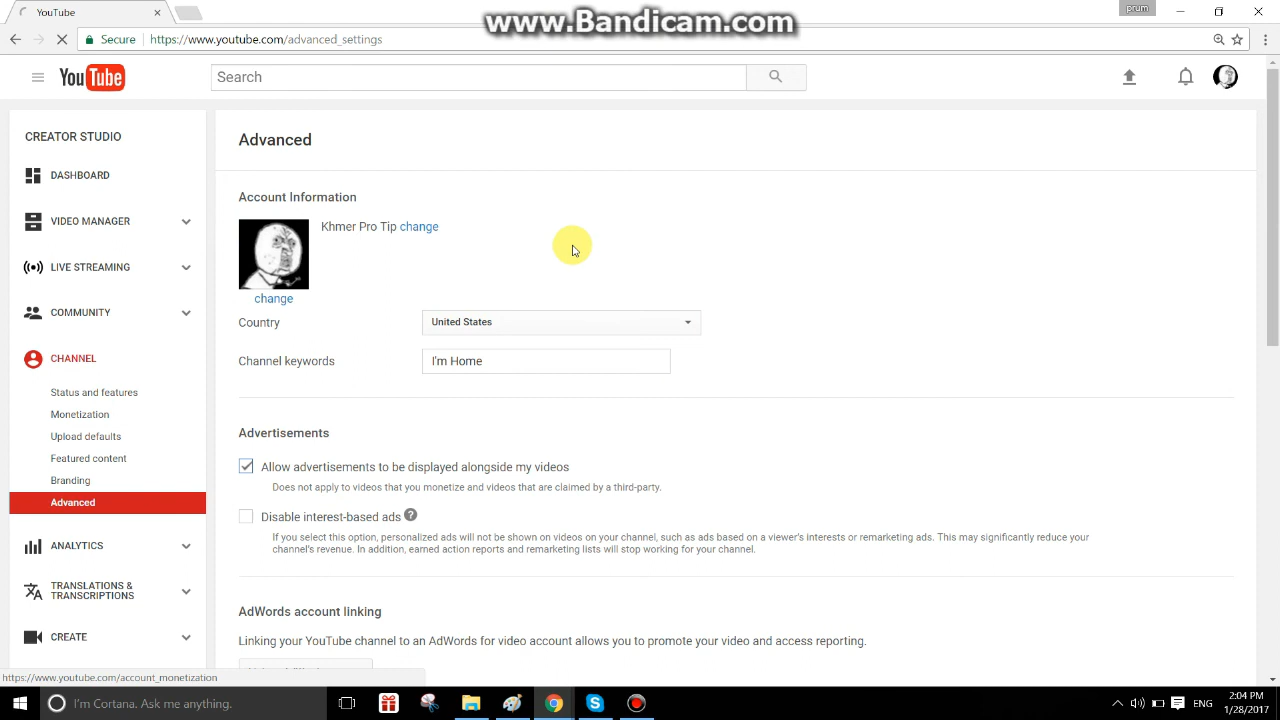 YouTube
prum
www.Bandicam.com
Secure
https://www.youtube.com/advanced_settings
YouTube
Search
CREATOR STUDIO
DASHBOARD
VIDEO MANAGER
LIVE STREAMING
COMMUNITY
CHANNEL
Status and features
Monetization
Upload defaults
Featured content
Branding
Advanced
ANALYTICS
TRANSLATIONS &
TRANSCRIPTIONS
CREATE
Advanced
Account Information
Khmer Pro Tip change
change
Country
United States
Channel keywords
I'm Home
Advertisements
Allow advertisements to be displayed alongside my videos
Does not apply to videos that you monetize and videos that are claimed by a third-party.
Disable interest-based ads ?
If you select this option, personalized ads will not be shown on videos on your channel, such as ads based on a viewer's interests or remarketing ads. This may significantly reduce your
channel's revenue. In addition, earned action reports and remarketing lists will stop working for your channel.
AdWords account linking
Linking your YouTube channel to an AdWords for video account allows you to promote your video and access reporting.
https://www.youtube.com/account_monetization
I'm Cortana. Ask me anything.
ENG
2:04 PM
1/28/2017